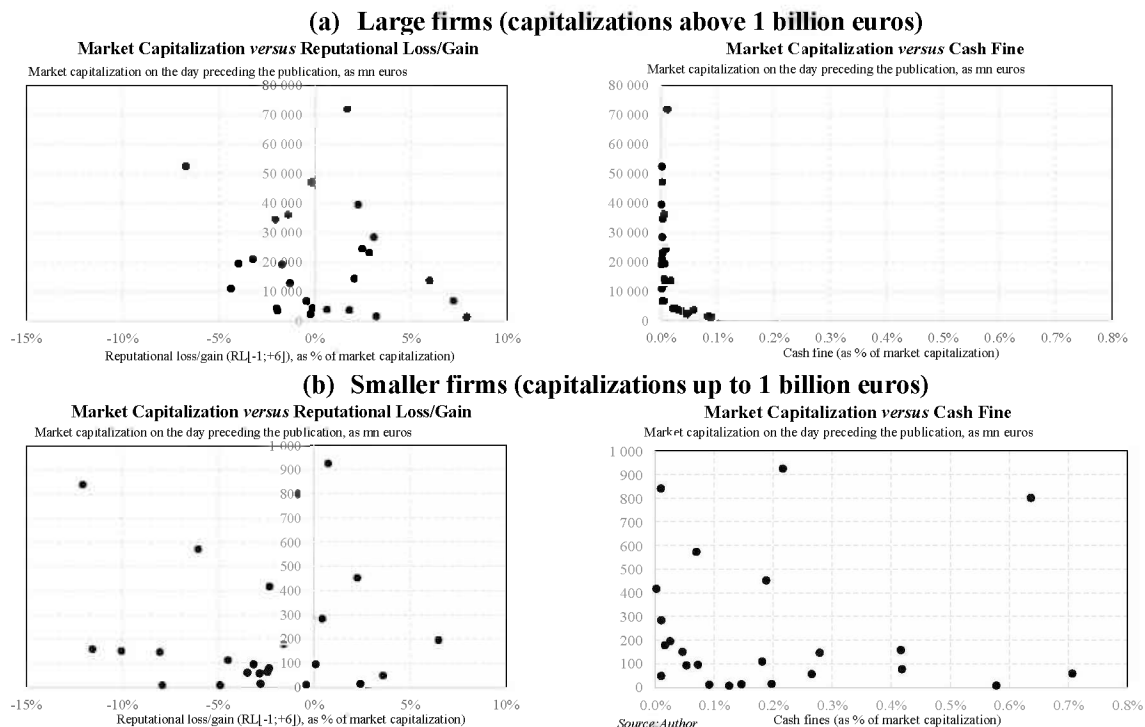 (a) Large firms (capitalizations above 1 billion euros)
Market Capitalization versus Reputational Loss/Gain
Market capitalization on the day preceding the publication, as mn euros
80 000
70 000
60 000
50 000
40 000
30 000
20 000
10 000
0
-15% -10% -5% 0% 5% 10%
Reputational loss/gain (RL[-1;+6]), as % of market capitalization)
Market Capitalization versus Cash Fine
Market capitalization on the day preceding the publication, as mn euros
80 000
70 000
60 000
50 000
40 000
30 000
20 000
10 000
0
0.0% 0.1% 0.2% 0.3% 0.4% 0.5% 0.6% 0.7% 0.8%
Cash fine (as % of market capitalization)
(b) Smaller firms (capitalizations up to 1 billion euros)
Market Capitalization versus Reputational Loss/Gain
Market capitalization on the day preceding the publication, as mn euros
1 000
900
800
700
600
500
400
300
200
100
0
-15% -10% -5% 0% 5% 10%
Reputational loss/gain (RL[-1;+6]), as % of market capitalization)
Market Capitalization versus Cash Fine
Market capitalization on the day preceding the publication, as mn euros
1 000
900
800
700
600
500
400
300
200
100
0
0.0% 0.1% 0.2% 0.3% 0.4% 0.5% 0.6% 0.7% 0.8%
Cash fines (as % of market capitalization)
Source:Author